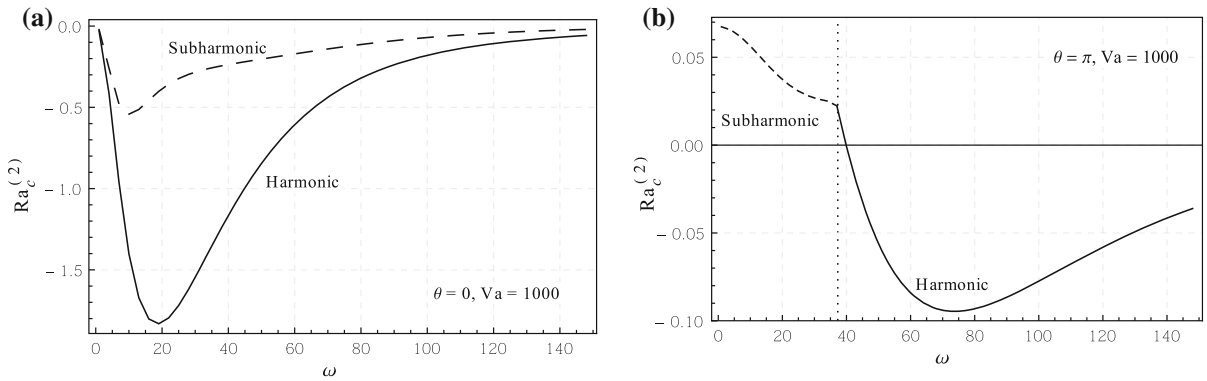 (a)
0.0
− 0.5
− 1.0
− 1.5
Ra_c^(2)
Subharmonic
Harmonic
θ = 0, Va = 1000
0 20 40 60 80 100 120 140
ω
(b)
0.05
0.00
− 0.05
− 0.10
Ra_c^(2)
θ = π, Va = 1000
Subharmonic
Harmonic
0 20 40 60 80 100 120 140
ω